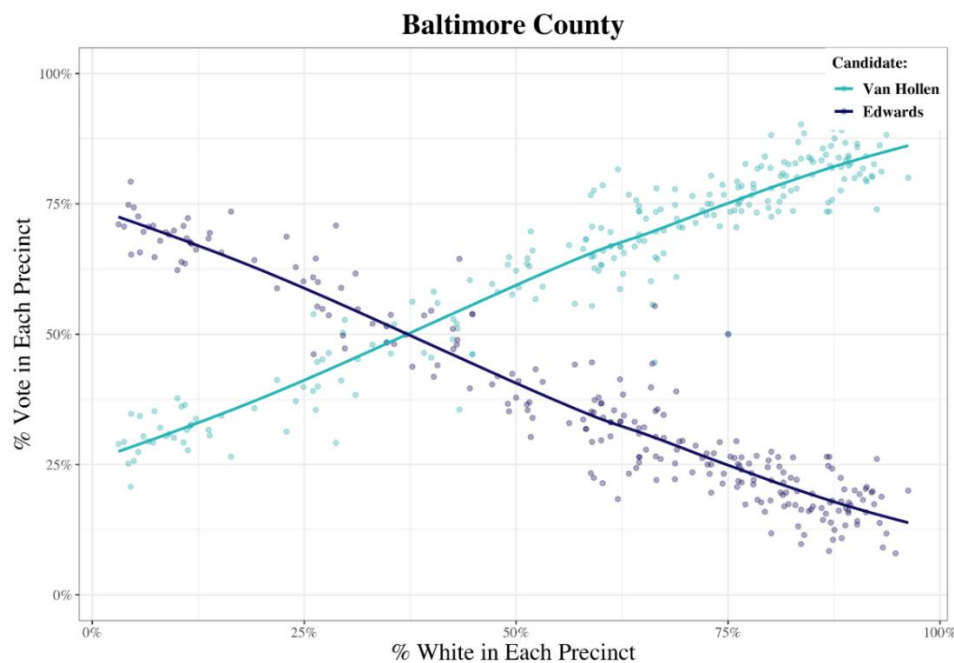 Baltimore County
100%
75%
50%
25%
0%
% Vote in Each Precinct
Candidate:
Van Hollen
Edwards
0%
25%
50%
75%
100%
% White in Each Precinct